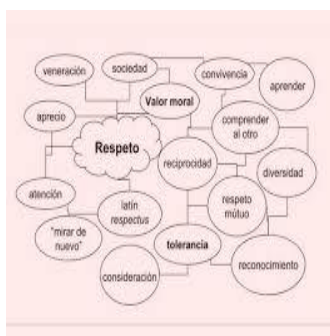 veneración
sociedad
convivencia
aprender
aprecio
Valor moral
comprender
al otro
Respeto
reciprocidad
diversidad
atención
latín
respectus
respeto
mútuo
"mirar de
nuevo"
tolerancia
consideración
reconocimiento